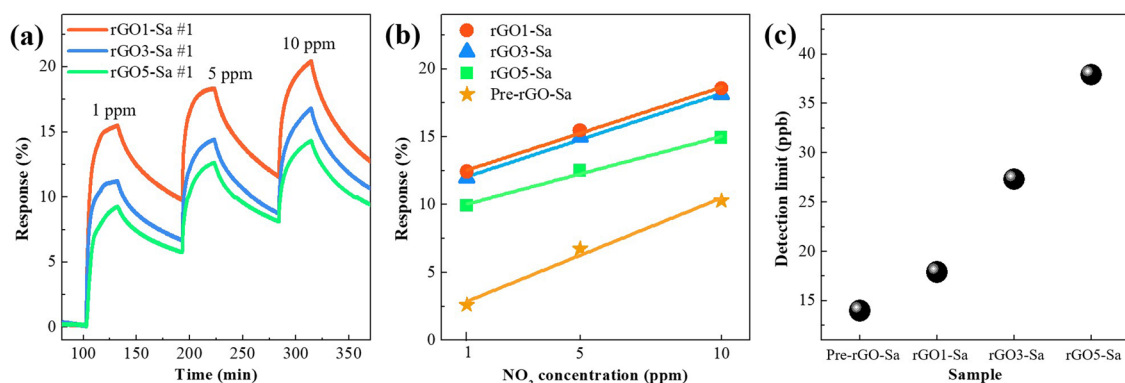 (a)
rGO1-Sa #1
rGO3-Sa #1
rGO5-Sa #1
1 ppm
5 ppm
10 ppm
20
15
10
5
0
Response (%)
100 150 200 250 300 350
Time (min)
(b)
rGO1-Sa
rGO3-Sa
rGO5-Sa
Pre-rGO-Sa
20
15
10
5
0
Response (%)
1 5 10
NO₂ concentration (ppm)
(c)
40
35
30
25
20
15
Detection limit (ppb)
Pre-rGO-Sa rGO1-Sa rGO3-Sa rGO5-Sa
Sample